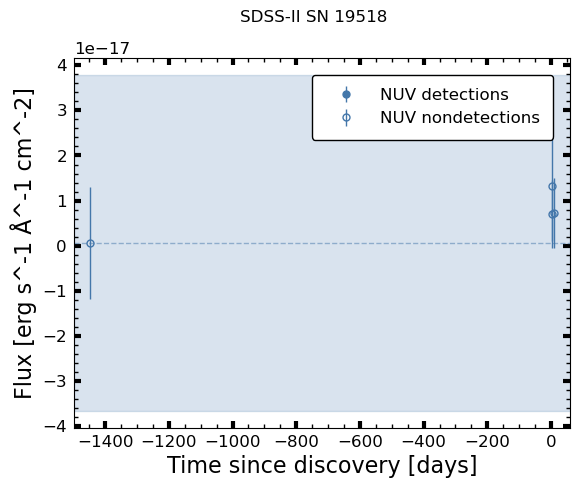 SDSS-II SN 19518
1e−17
NUV detections
NUV nondetections
4
3
2
1
0
−1
−2
−3
−4
Flux [erg s^-1 Å^-1 cm^-2]
−1400 −1200 −1000 −800 −600 −400 −200 0
Time since discovery [days]